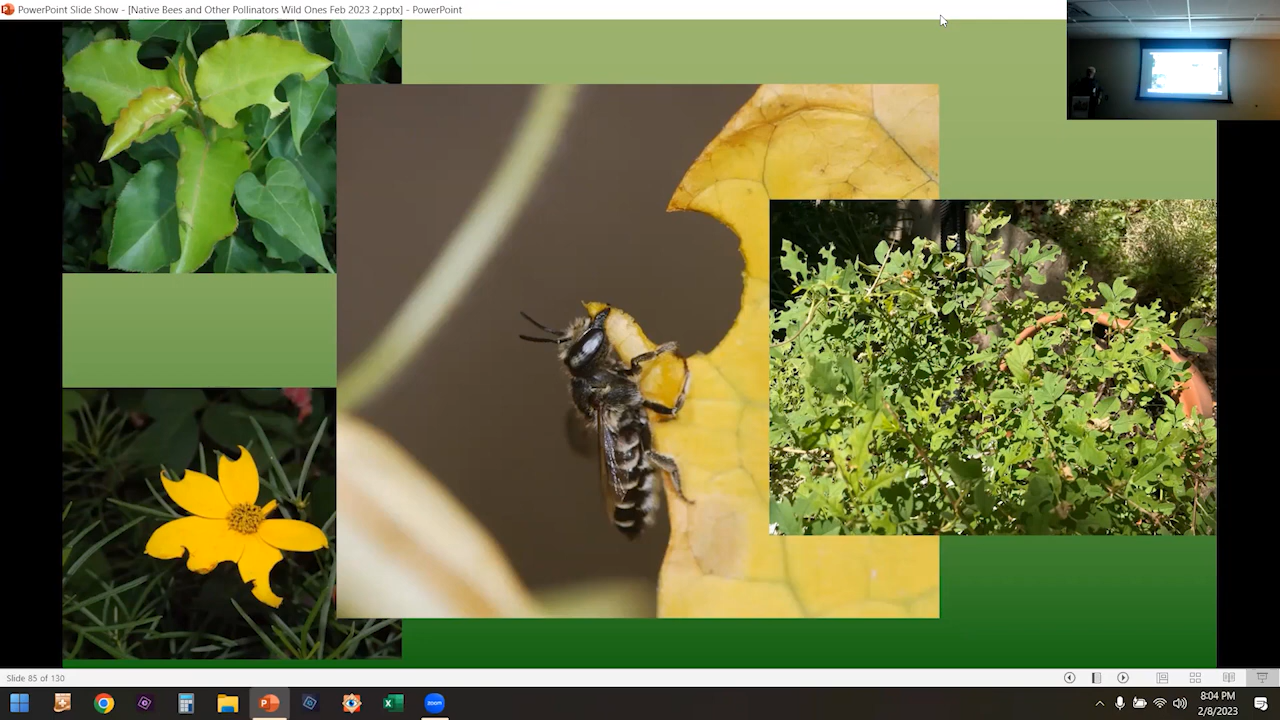 PowerPoint Slide Show - [Native Bees and Other Pollinators Wild Ones Feb 2023 2.pptx] - PowerPoint
Slide 85 of 130
zoom
8:04 PM
2/8/2023